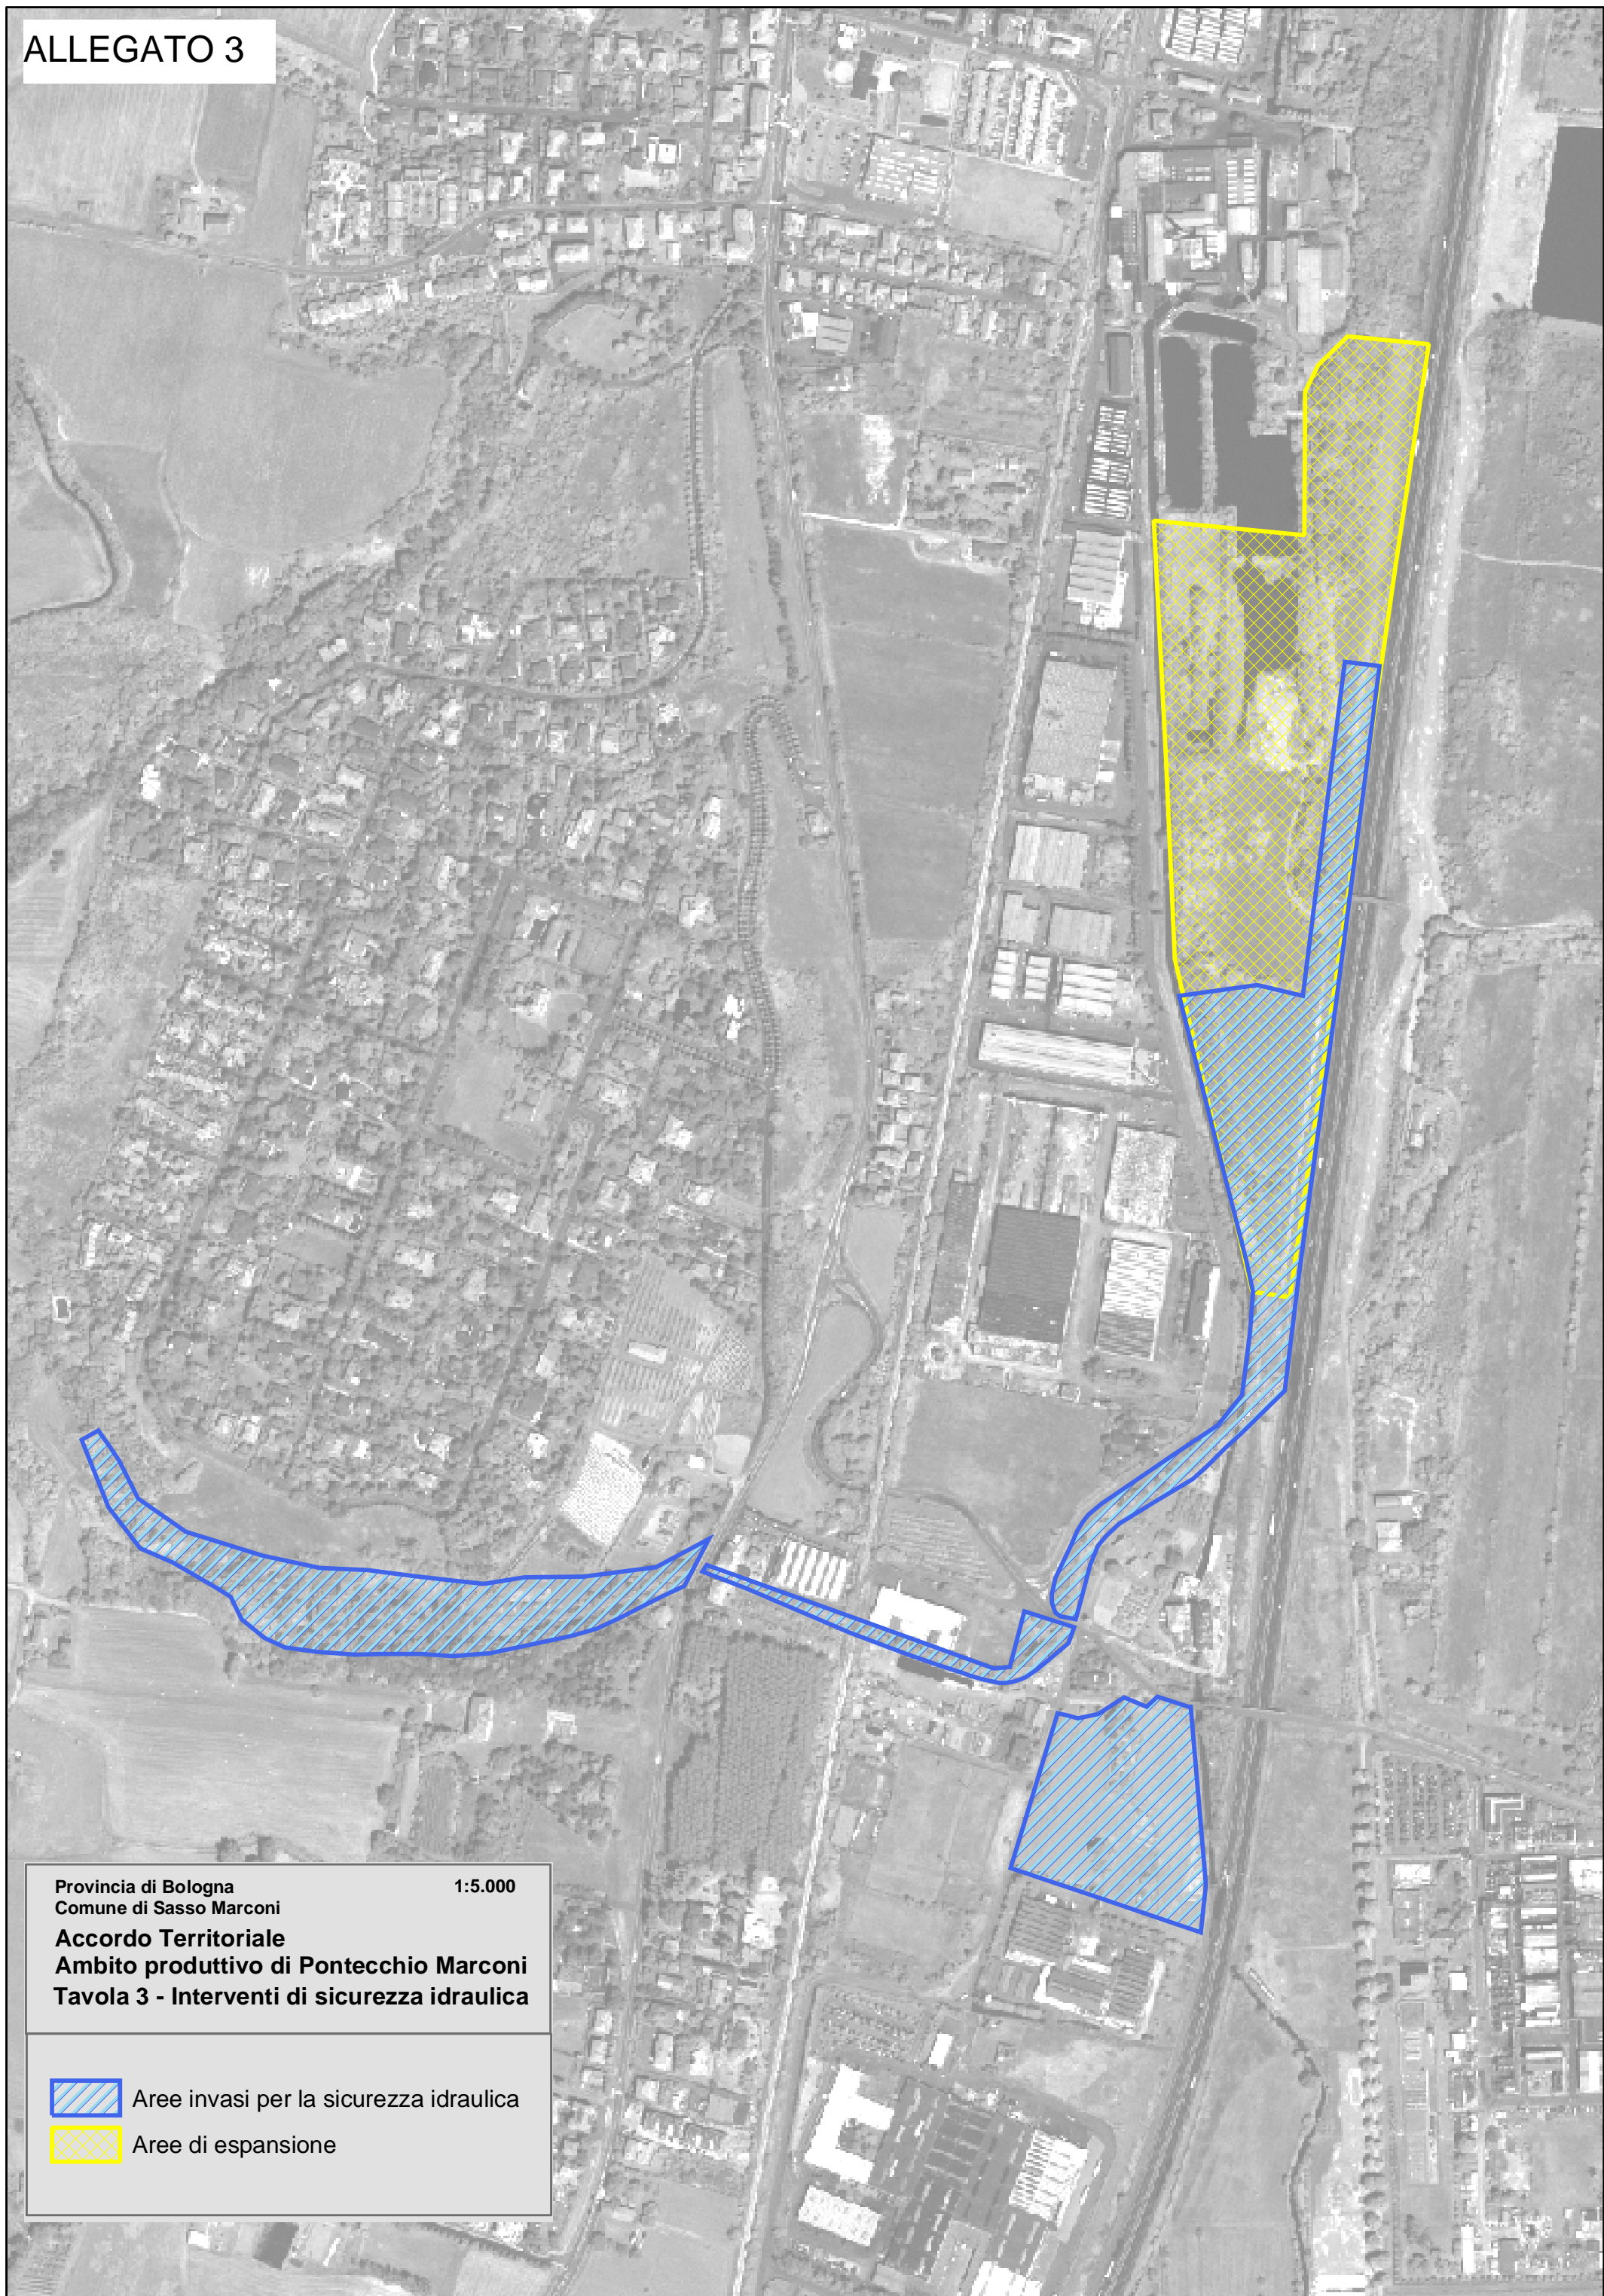 ALLEGATO 3
Provincia di Bologna 1:5.000
Comune di Sasso Marconi
Accordo Territoriale
Ambito produttivo di Pontecchio Marconi
Tavola 3 - Interventi di sicurezza idraulica
Aree invasi per la sicurezza idraulica
Aree di espansione